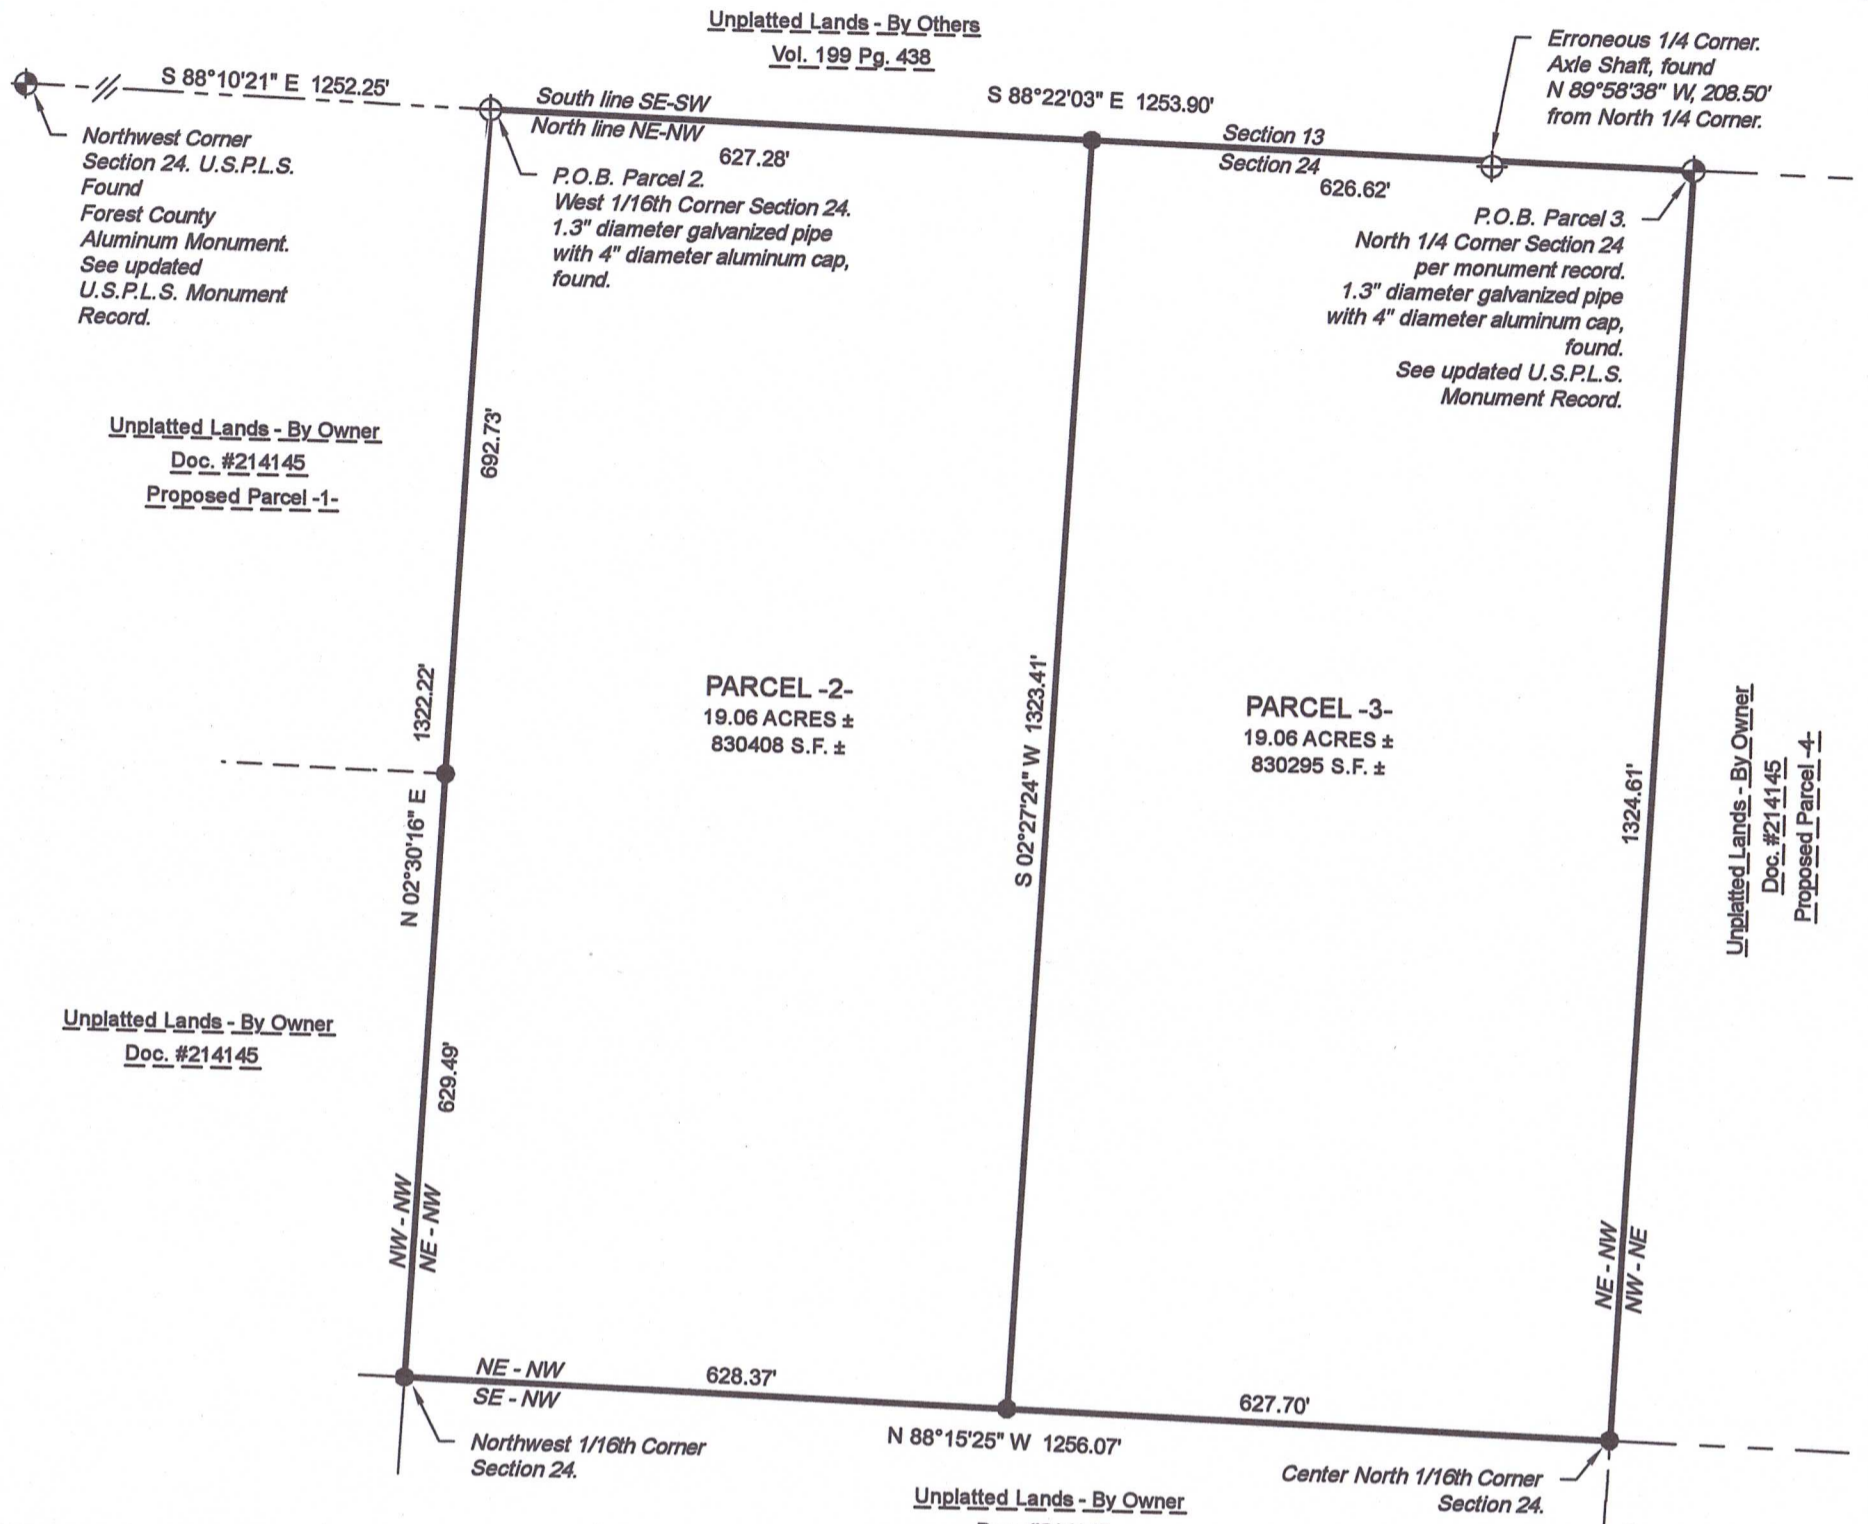 Unplatted Lands - By Others
Vol. 199 Pg. 438
S 88°10'21" E 1252.25'
South line SE-SW
North line NE-NW
627.28'
S 88°22'03" E 1253.90'
Section 13
Section 24
626.62'
Erroneous 1/4 Corner.
Axle Shaft, found
N 89°58'38" W, 208.50'
from North 1/4 Corner.
Northwest Corner
Section 24. U.S.P.L.S.
Found
Forest County
Aluminum Monument.
See updated
U.S.P.L.S. Monument
Record.
P.O.B. Parcel 2.
West 1/16th Corner Section 24.
1.3" diameter galvanized pipe
with 4" diameter aluminum cap,
found.
P.O.B. Parcel 3.
North 1/4 Corner Section 24
per monument record.
1.3" diameter galvanized pipe
with 4" diameter aluminum cap,
found.
See updated U.S.P.L.S.
Monument Record.
Unplatted Lands - By Owner
Doc. #214145
Proposed Parcel -1-
692.73'
1322.22'
N 02°30'16" E
629.49'
PARCEL -2-
19.06 ACRES ±
830408 S.F. ±
S 02°27'24" W 1323.41'
PARCEL -3-
19.06 ACRES ±
830295 S.F. ±
1324.61'
Unplatted Lands - By Owner
Doc. #214145
Proposed Parcel -4-
Unplatted Lands - By Owner
Doc. #214145
NW - NW
NE - NW
NE - NW
NW - NE
NE - NW
SE - NW
628.37'
627.70'
N 88°15'25" W 1256.07'
Northwest 1/16th Corner
Section 24.
Center North 1/16th Corner
Section 24.
Unplatted Lands - By Owner